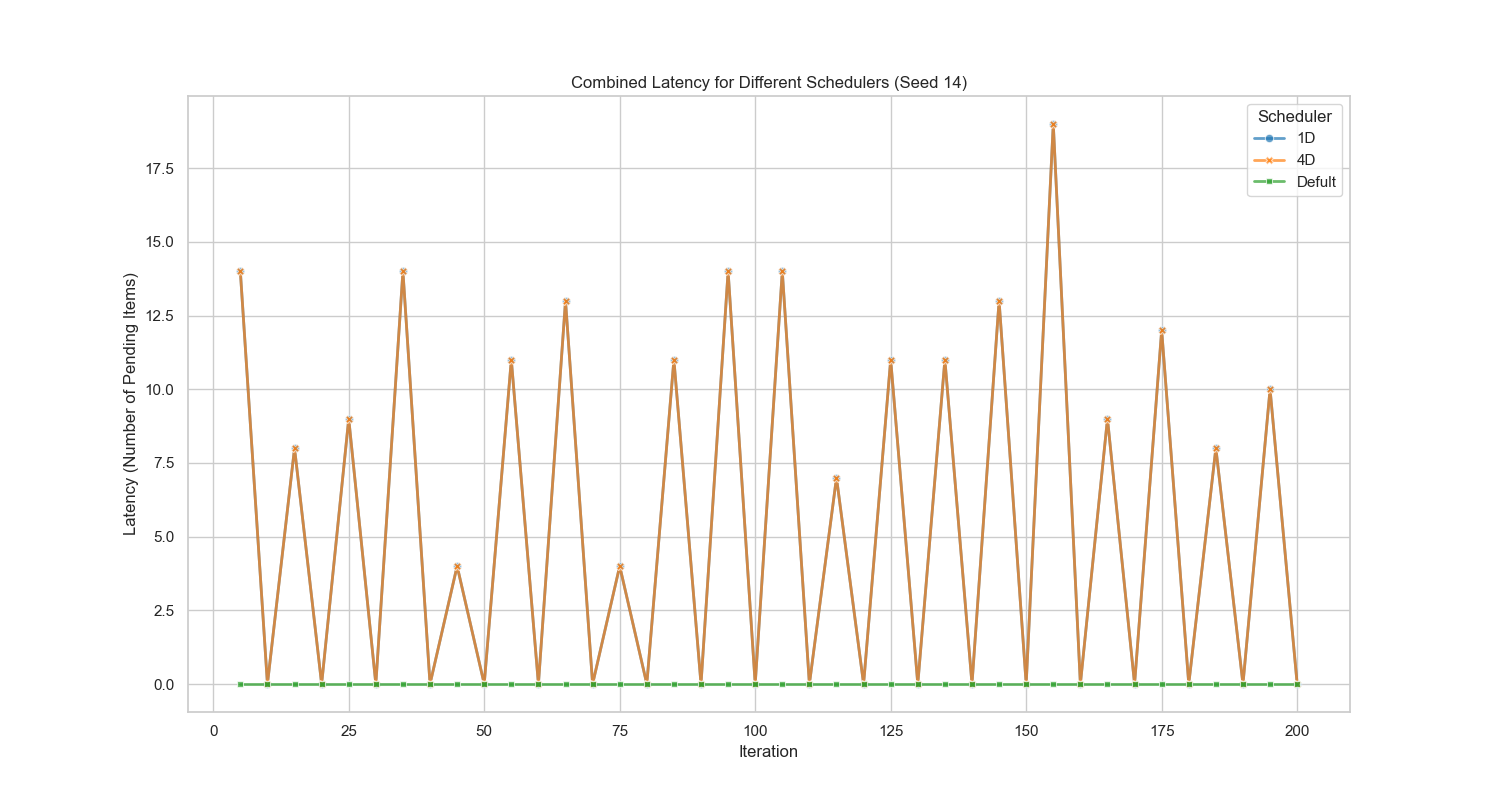 Combined Latency for Different Schedulers (Seed 14)
Scheduler
1D
4D
Defult
Latency (Number of Pending Items)
17.5
15.0
12.5
10.0
7.5
5.0
2.5
0.0
0 25 50 75 100 125 150 175 200
Iteration